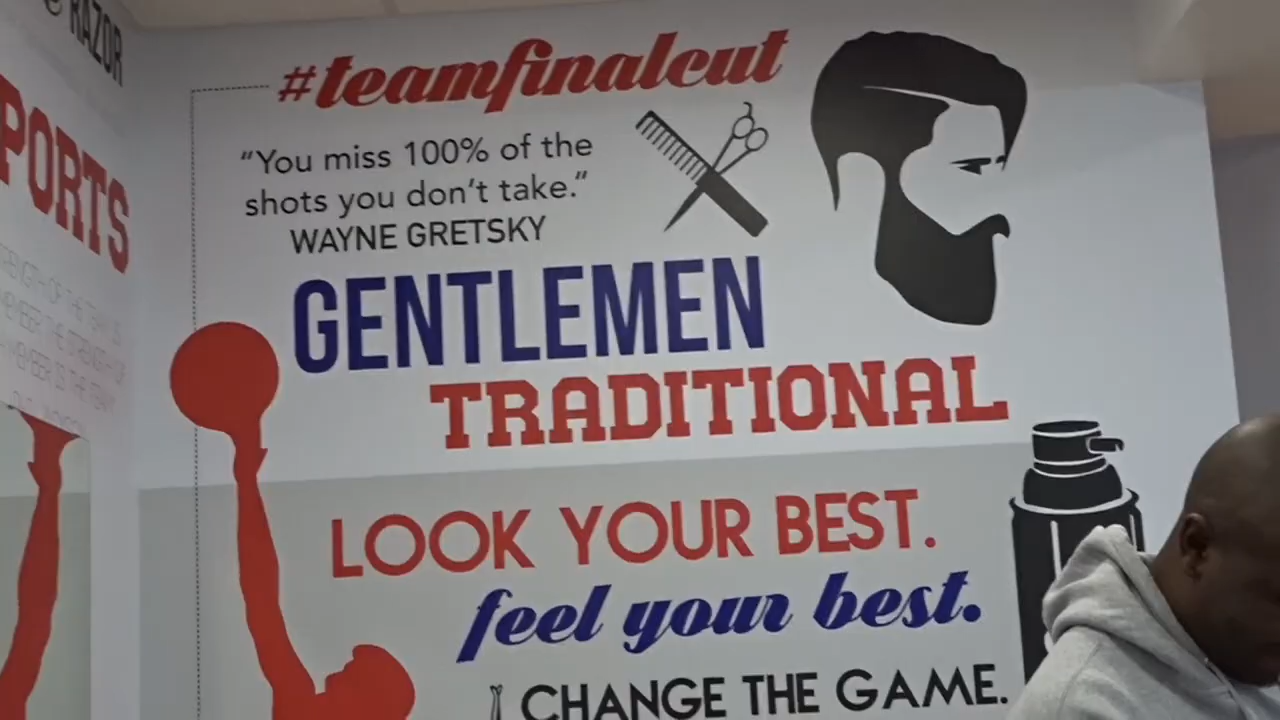 RAZOR
PORTS
#teamfinalcut
"You miss 100% of the
shots you don't take."
WAYNE GRETSKY
GENTLEMEN
TRADITIONAL
LOOK YOUR BEST.
feel your best.
CHANGE THE GAME.